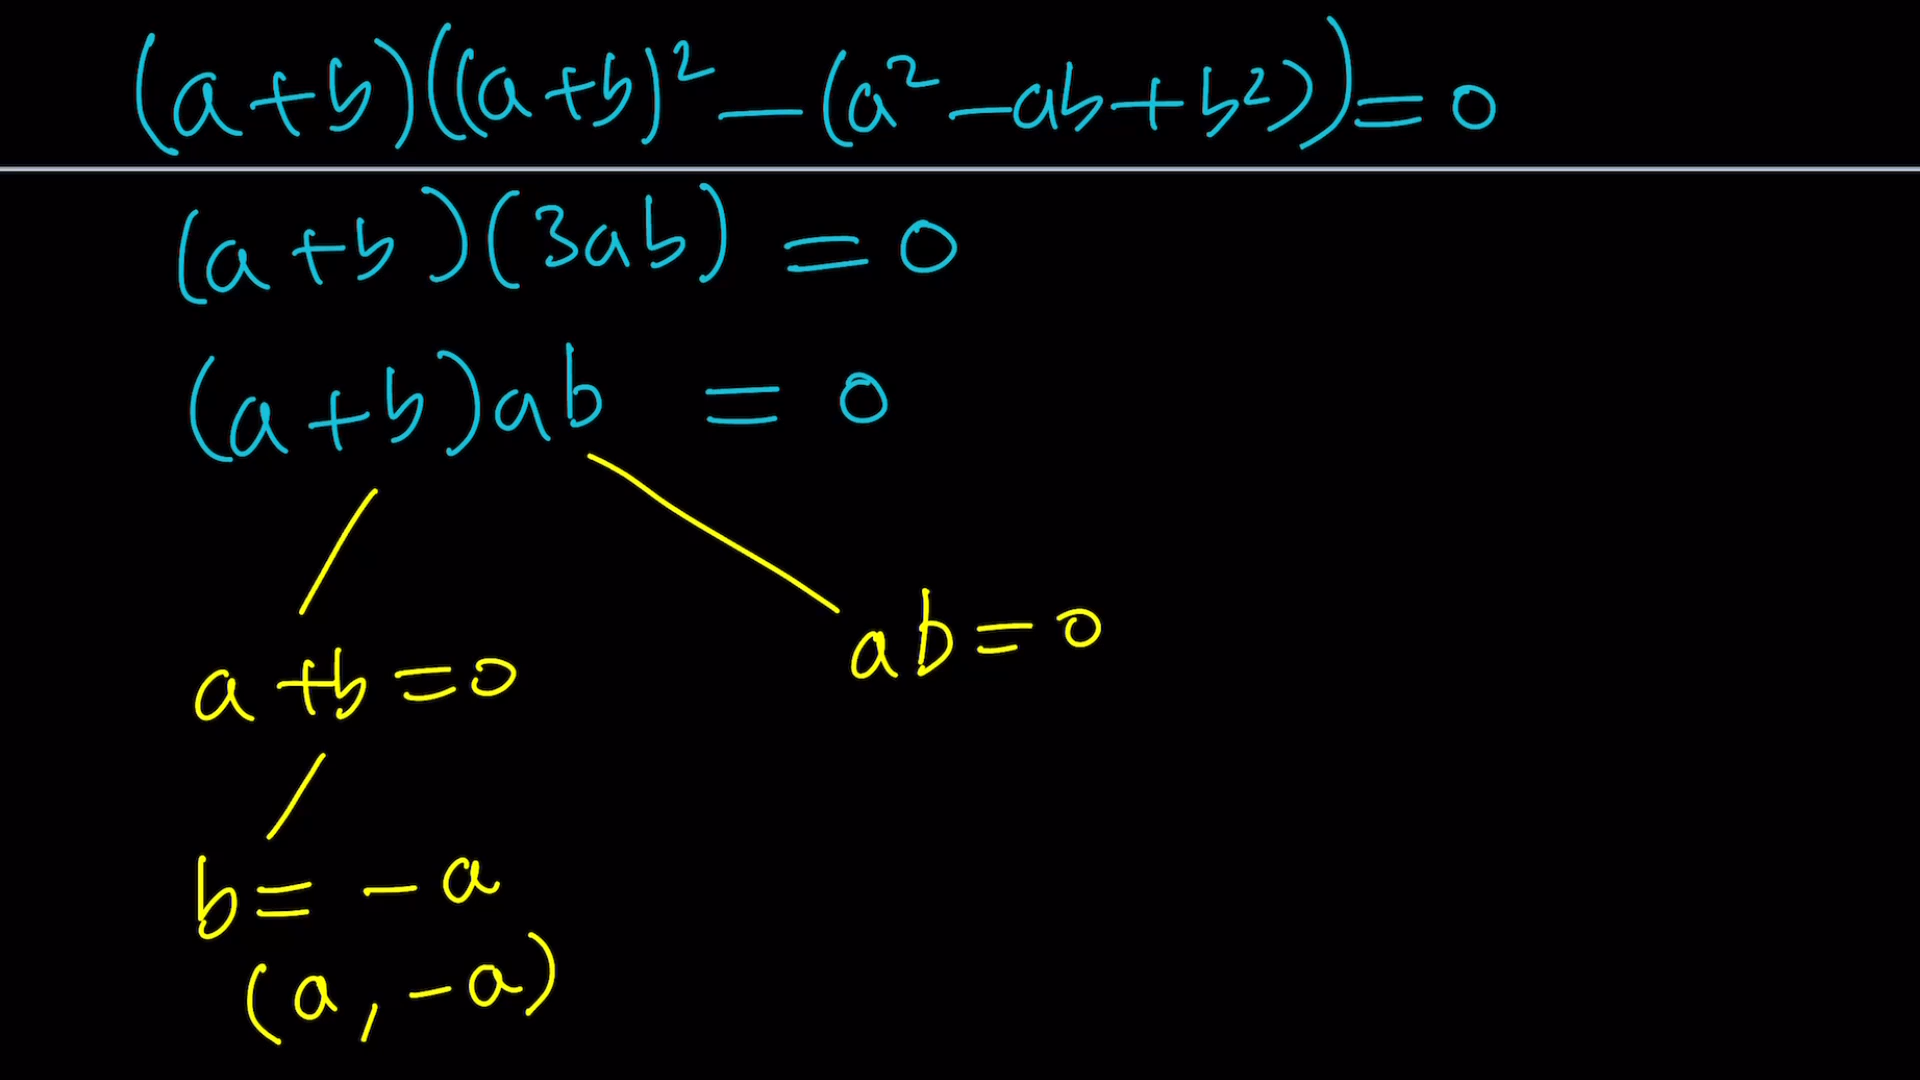 (a+b)((a+b)²−(a²−ab+b²))=0
(a+b)(3ab) = 0
(a+b)ab = 0
a+b=0
ab=0
b= −a
(a, −a)